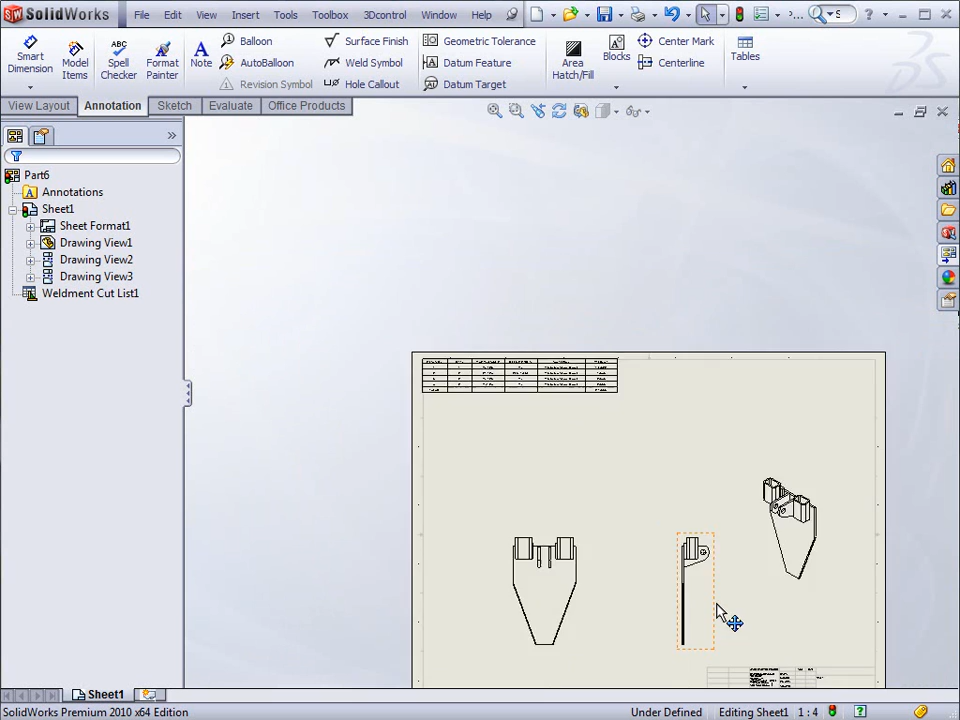 SolidWorks File Edit View Insert Tools Toolbox 3Dcontrol Window Help S
Smart Dimension
Model Items
Spell Checker
Format Painter
Note
Balloon
AutoBalloon
Revision Symbol
Surface Finish
Weld Symbol
Hole Callout
Geometric Tolerance
Datum Feature
Datum Target
Area Hatch/Fill
Blocks
Center Mark
Centerline
Tables
View Layout Annotation Sketch Evaluate Office Products
Part6
Annotations
Sheet1
Sheet Format1
Drawing View1
Drawing View2
Drawing View3
Weldment Cut List1
Sheet1
SolidWorks Premium 2010 x64 Edition Under Defined Editing Sheet1 1 : 4